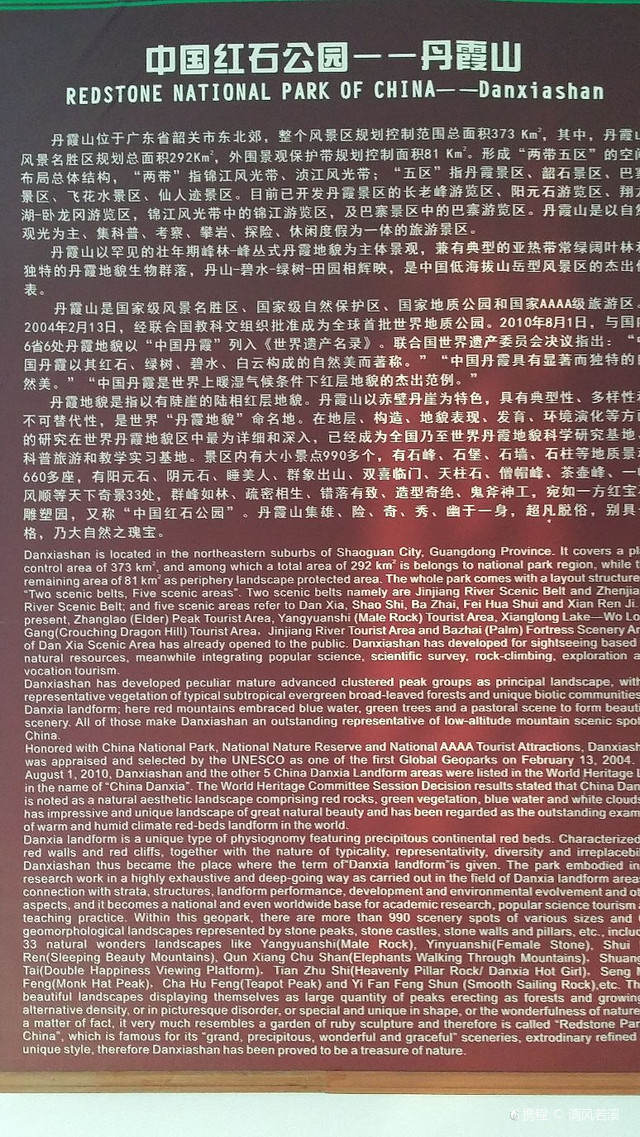 中国红石公园——丹霞山
REDSTONE NATIONAL PARK OF CHINA——Danxiashan
丹霞山位于广东省韶关市东北郊，整个风景区规划控制范围总面积373 Km²，其中，丹霞山
风景名胜区规划总面积292Km²，外围景观保护带规划控制面积81 Km²。形成“两带五区”的空间
布局总体结构，“两带”指锦江风光带、浈江风光带；“五区”指丹霞景区、韶石景区、巴寨
景区、飞花水景区、仙人迹景区。目前已开发丹霞景区的长老峰游览区、阳元石游览区、翔龙
湖-卧龙冈游览区，锦江风光带中的锦江游览区，及巴寨景区中的巴寨游览区。丹霞山是以自然
观光为主、集科普、考察、攀岩、探险、休闲度假为一体的旅游景区。
丹霞山以罕见的壮年期峰林-峰丛式丹霞地貌为主体景观，兼有典型的亚热带常绿阔叶林和
独特的丹霞地貌生物群落，丹山-碧水-绿树-田园相辉映，是中国低海拔山岳型风景区的杰出代
表。
丹霞山是国家级风景名胜区、国家级自然保护区、国家地质公园和国家AAAA级旅游区，
2004年2月13日，经联合国教科文组织批准成为全球首批世界地质公园。2010年8月1日，与国内
6省6处丹霞地貌以“中国丹霞”列入《世界遗产名录》。联合国世界遗产委员会决议指出：“中
国丹霞以其红石、绿树、碧水、白云构成的自然美而著称。”“中国丹霞具有显著而独特的自
然美。”“中国丹霞是世界上暖湿气候条件下红层地貌的杰出范例。”
丹霞地貌是指以有陡崖的陆相红层地貌。丹霞山以赤壁丹崖为特色，具有典型性、多样性和
不可替代性，是世界“丹霞地貌”命名地。在地层、构造、地貌表现、发育、环境演化等方面
的研究在世界丹霞地貌区中最为详细和深入，已经成为全国乃至世界丹霞地貌科学研究基地、
科普旅游和教学实习基地。景区内有大小景点990多个，有石峰、石堡、石墙、石柱等地质景观
660多座，有阳元石、阴元石、睡美人、群象出山、双喜临门、天柱石、僧帽峰、茶壶峰、一帆
风顺等天下奇景33处，群峰如林、疏密相生、错落有致、造型奇绝、鬼斧神工，宛如一方红宝石
雕塑园，又称“中国红石公园”。丹霞山集雄、险、奇、秀、幽于一身，超凡脱俗，别具一
格，乃大自然之瑰宝。
Danxiashan is located in the northeastern suburbs of Shaoguan City, Guangdong Province. It covers a pl
control area of 373 km², and among which a total area of 292 km² is belongs to national park region, while t
remaining area of 81 km² as periphery landscape protected area. The whole park comes with a layout structure
“Two scenic belts, Five scenic areas”. Two scenic belts namely are Jinjiang River Scenic Belt and Zhenjia
River Scenic Belt; and five scenic areas refer to Dan Xia, Shao Shi, Ba Zhai, Fei Hua Shui and Xian Ren Ji.
present, Zhanglao (Elder) Peak Tourist Area, Yangyuanshi (Male Rock) Tourist Area, Xianglong Lake—Wo Lo
Gang(Crouching Dragon Hill) Tourist Area, Jinjiang River Tourist Area and Bazhai (Palm) Fortress Scenery Ar
of Dan Xia Scenic Area has already opened to the public. Danxiashan has developed for sightseeing based
natural resources, meanwhile integrating popular science, scientific survey, rock-climbing, exploration a
vocation tourism.
Danxiashan has developed peculiar mature advanced clustered peak groups as principal landscape, with
representative vegetation of typical subtropical evergreen broad-leaved forests and unique biotic communities
Danxia landform; here red mountains embraced blue water, green trees and a pastoral scene to form beauti
scenery. All of those make Danxiashan an outstanding representative of low-altitude mountain scenic spot
China.
Honored with China National Park, National Nature Reserve and National AAAA Tourist Attractions, Danxiash
was appraised and selected by the UNESCO as one of the first Global Geoparks on February 13, 2004.
August 1, 2010, Danxiashan and the other 5 China Danxia Landform areas were listed in the World Heritage
in the name of “China Danxia”. The World Heritage Committee Session Decision results stated that China Dan
is noted as a natural aesthetic landscape comprising red rocks, green vegetation, blue water and white cloud
has impressive and unique landscape of great natural beauty and has been regarded as the outstanding exam
of warm and humid climate red-beds landform in the world.
Danxia landform is a unique type of physiognomy featuring precipitous continental red beds. Characterized
red walls and red cliffs, together with the nature of typicality, representativity, diversity and irreplacebi
Danxiashan thus became the place where the term of“Danxia landform”is given. The park embodied in
research work in a highly exhaustive and deep-going way as carried out in the field of Danxia landform area
connection with strata, structures, landform performance, development and environmental evolvement and o
aspects, and it becomes a national and even worldwide base for academic research, popular science tourism
teaching practice. Within this geopark, there are more than 990 scenery spots of various sizes and
geomorphological landscapes represented by stone peaks, stone castles, stone walls and pillars, etc., includ
33 natural wonders landscapes like Yangyuanshi(Male Rock), Yinyuanshi(Female Stone), Shui
Ren(Sleeping Beauty Mountains), Qun Xiang Chu Shan(Elephants Walking Through Mountains), Shuang
Tai(Double Happiness Viewing Platform), Tian Zhu Shi(Heavenly Pillar Rock/ Danxia Hot Girl), Seng M
Feng(Monk Hat Peak), Cha Hu Feng(Teapot Peak) and Yi Fan Feng Shun (Smooth Sailing Rock),etc. Th
beautiful landscapes displaying themselves as large quantity of peaks erecting as forests and growing
alternative density, or in picturesque disorder, or special and unique in shape, or the wonderfulness of nature
a matter of fact, it very much resembles a garden of ruby sculpture and therefore is called “Redstone Par
China”, which is famous for its “grand, precipitous, wonderful and graceful” sceneries, extrodinary refined
unique style, therefore Danxiashan has been proved to be a treasure of nature.
携程 © 清风若溪